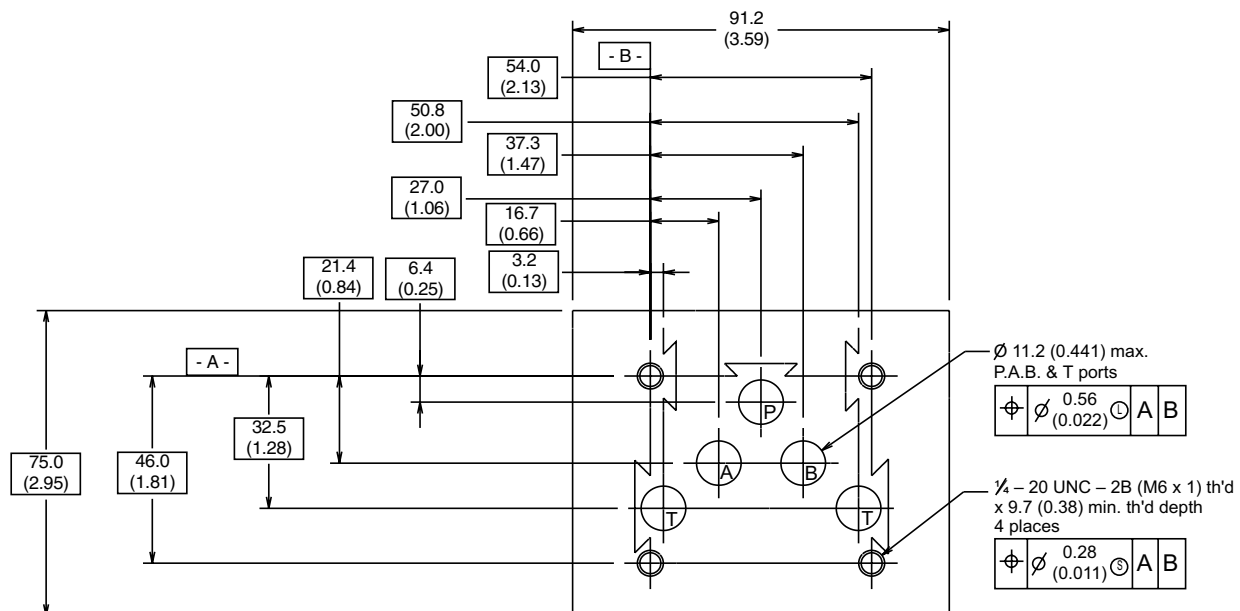 91.2
(3.59)
- B -
54.0
(2.13)
50.8
(2.00)
37.3
(1.47)
27.0
(1.06)
16.7
(0.66)
3.2
(0.13)
21.4
(0.84)
6.4
(0.25)
- A -
Ø 11.2 (0.441) max.
P.A.B. & T ports
⌖ Ø 0.56 (0.022) Ⓛ A B
P
32.5
(1.28)
75.0
(2.95)
46.0
(1.81)
A
B
¼ – 20 UNC – 2B (M6 x 1) th'd
x 9.7 (0.38) min. th'd depth
4 places
T
T
⌖ Ø 0.28 (0.011) Ⓢ A B